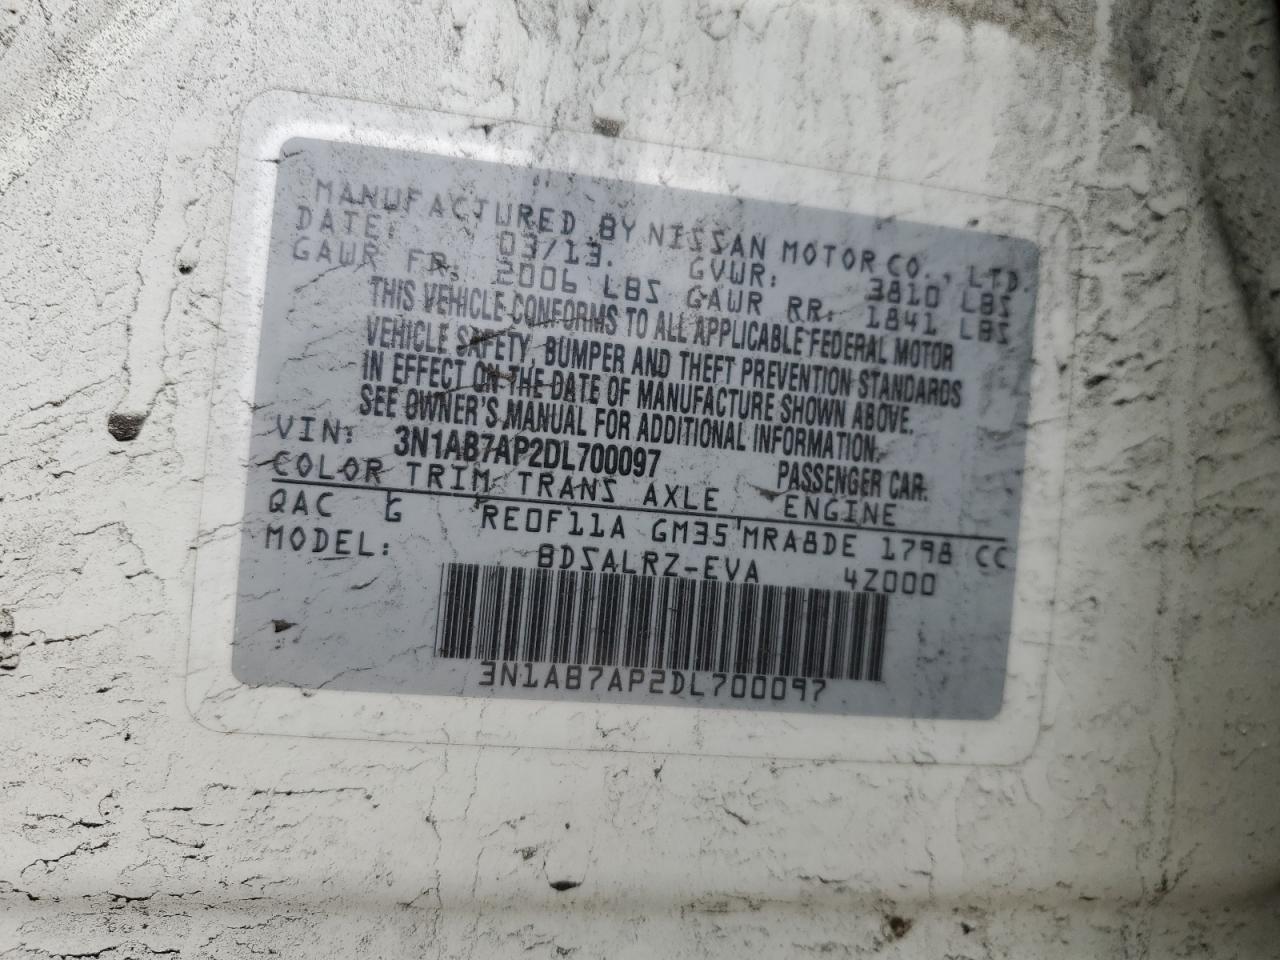 MANUFACTURED BY NISSAN MOTOR CO., LTD.
DATE: 03/13. GVWR: 3810 LBS
GAWR FR. 2006 LBS GAWR RR: 1841 LBS
THIS VEHICLE CONFORMS TO ALL APPLICABLE FEDERAL MOTOR
VEHICLE SAFETY, BUMPER AND THEFT PREVENTION STANDARDS
IN EFFECT ON THE DATE OF MANUFACTURE SHOWN ABOVE.
SEE OWNER'S MANUAL FOR ADDITIONAL INFORMATION.
VIN: 3N1AB7AP2DL700097 PASSENGER CAR.
COLOR TRIM TRANS AXLE ENGINE
QAC G RE0F11A GM35 MRA8DE 1798 CC
MODEL: BDSALRZ-EVA 4Z000
3N1AB7AP2DL700097